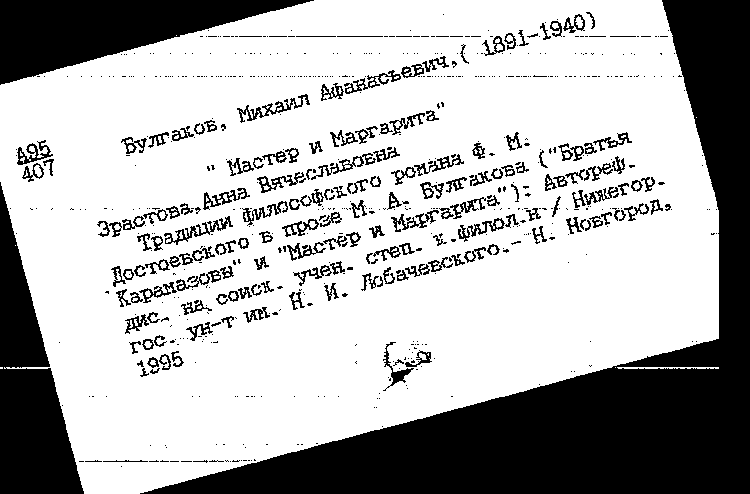 Булгаков, Михаил Афанасьевич,( 1891-1940)
А95
407
" Мастер и Маргарита"
Эрастова,Анна Вячеславовна
Традиции философского романа Ф. М.
Достоевского в прозе М. А. Булгакова ("Братья
Карамазовы" и "Мастер и Маргарита"): Автореф.
дис. на соиск. учен. степ. к.филол.н / Нижегор.
гос. ун-т им. Н. И. Лобачевского.- Н. Новгород,
1995